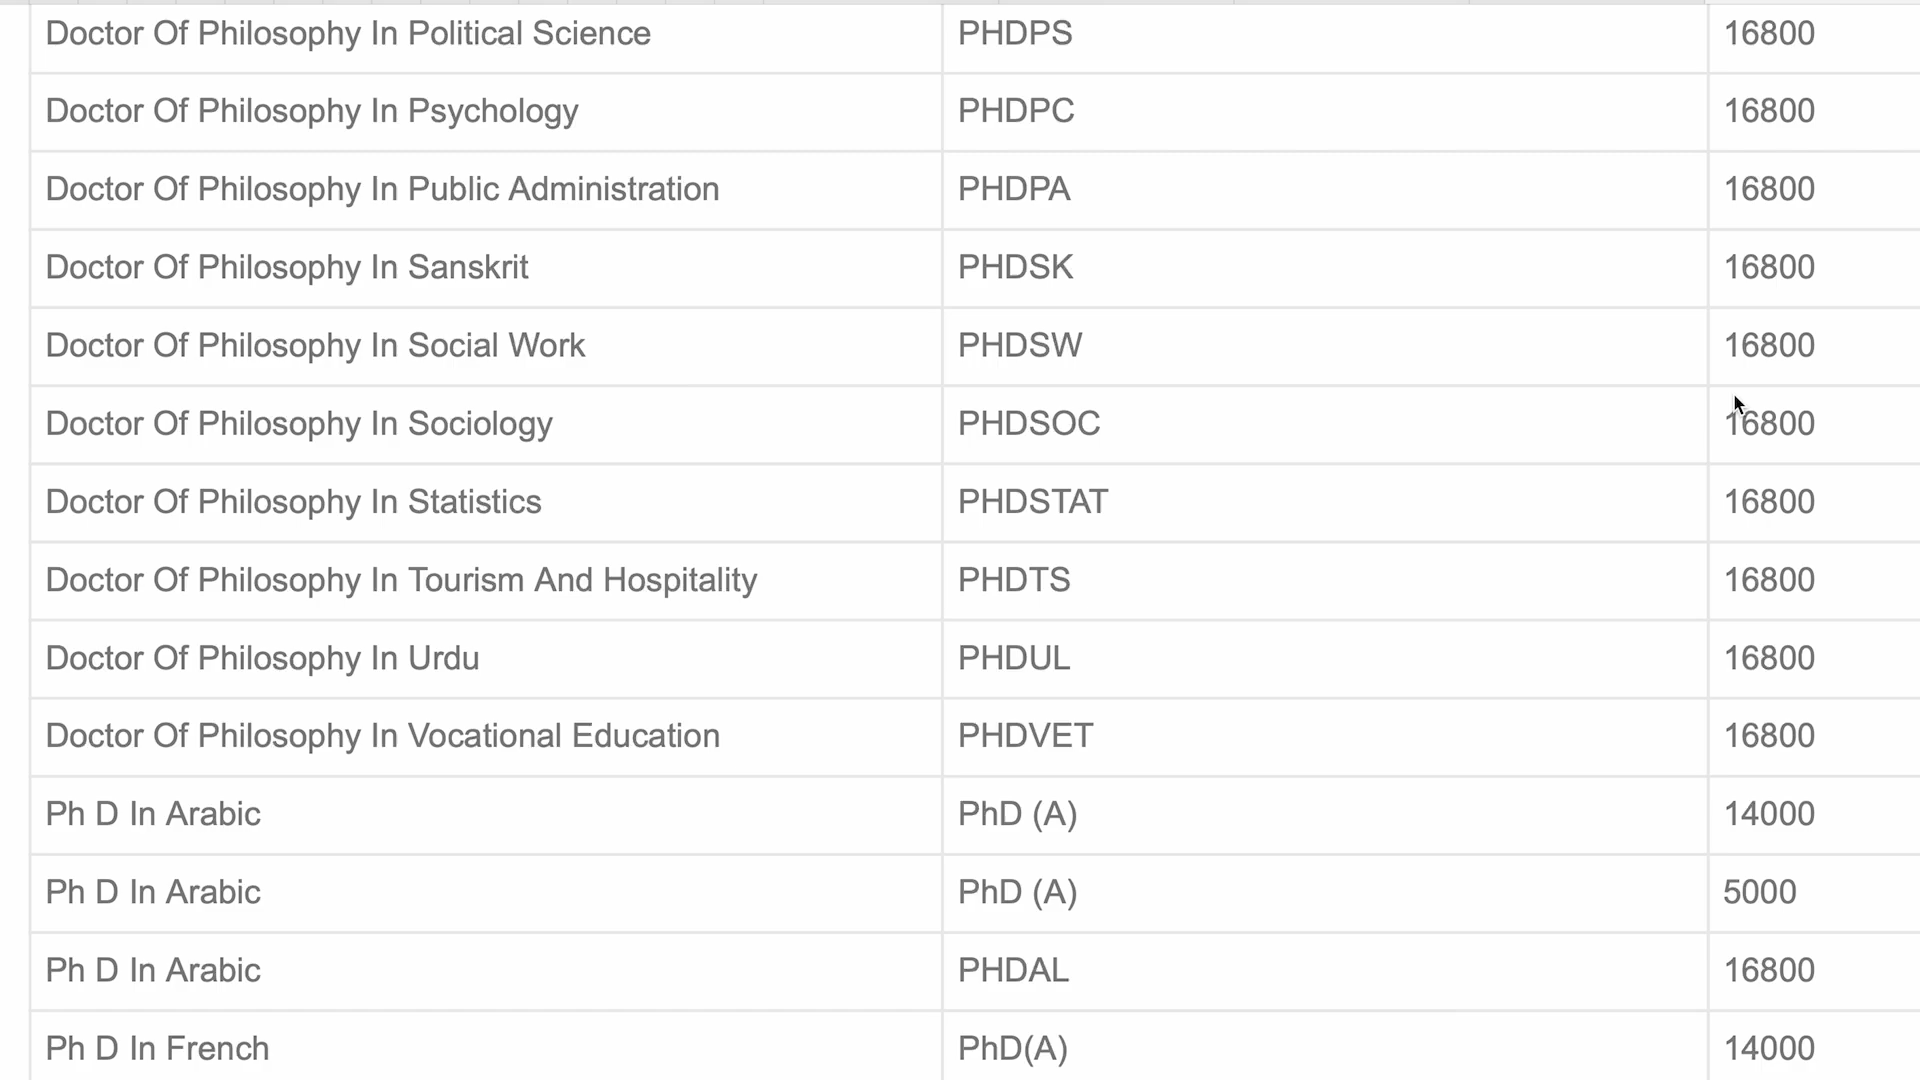 Doctor Of Philosophy In Political Science PHDPS 16800
Doctor Of Philosophy In Psychology PHDPC 16800
Doctor Of Philosophy In Public Administration PHDPA 16800
Doctor Of Philosophy In Sanskrit PHDSK 16800
Doctor Of Philosophy In Social Work PHDSW 16800
Doctor Of Philosophy In Sociology PHDSOC 16800
Doctor Of Philosophy In Statistics PHDSTAT 16800
Doctor Of Philosophy In Tourism And Hospitality PHDTS 16800
Doctor Of Philosophy In Urdu PHDUL 16800
Doctor Of Philosophy In Vocational Education PHDVET 16800
Ph D In Arabic PhD (A) 14000
Ph D In Arabic PhD (A) 5000
Ph D In Arabic PHDAL 16800
Ph D In French PhD(A) 14000